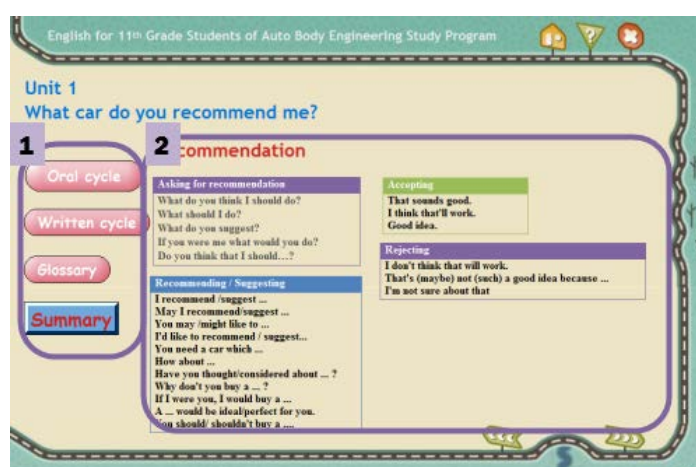 English for 11th Grade Students of Auto Body Engineering Study Program
?
Unit 1
What car do you recommend me?
1
2
commendation
Oral cycle
Written cycle
Glossary
Summary
Asking for recommendation
What do you think I should do?
What should I do?
What do you suggest?
If you were me what would you do?
Do you think that I should....?
Recommending / Suggesting
I recommend /suggest ...
May I recommend/suggest ...
You may /might like to ...
I'd like to recommend / suggest...
You need a car which ...
How about ...
Have you thought/considered about ... ?
Why don't you buy a ... ?
If I were you, I would buy a ...
A ... would be ideal/perfect for you.
You should/ shouldn't buy a ....
Accepting
That sounds good.
I think that'll work.
Good idea.
Rejecting
I don't think that will work.
That's (maybe) not (such) a good idea because ...
I'm not sure about that